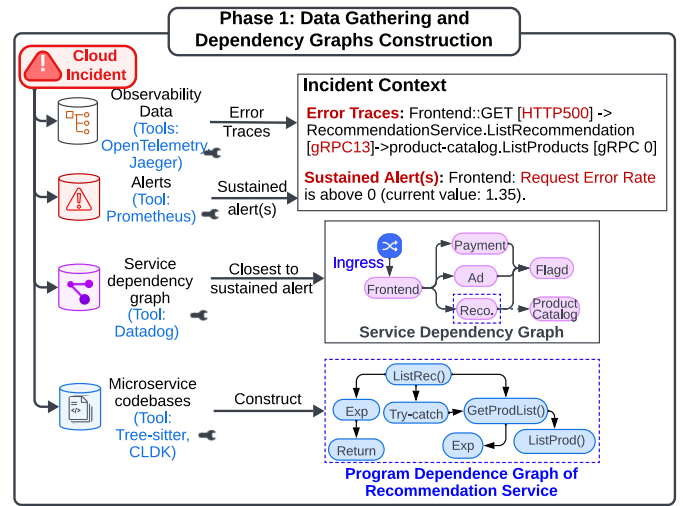 Phase 1: Data Gathering and
Dependency Graphs Construction
Cloud
Incident
Observability
Data
(Tools:
OpenTelemetry,
Jaeger)
Error
Traces
Incident Context
Error Traces: Frontend::GET [HTTP500] ->
RecommendationService.ListRecommendation
[gRPC13]->product-catalog.ListProducts [gRPC 0]
Sustained Alert(s): Frontend: Request Error Rate
is above 0 (current value: 1.35).
Alerts
(Tool:
Prometheus)
Sustained
alert(s)
Service
dependency
graph
(Tool:
Datadog)
Closest to
sustained alert
Ingress
Frontend
Payment
Ad
Reco.
Flagd
Product
Catalog
Service Dependency Graph
Microservice
codebases
(Tool:
Tree-sitter,
CLDK)
Construct
ListRec()
Exp
Try-catch
GetProdList()
Return
Exp
ListProd()
Program Dependence Graph of
Recommendation Service